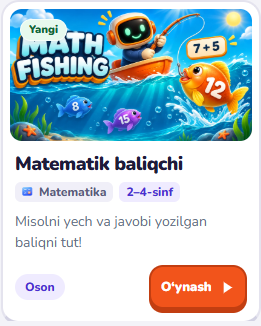 Yangi
MATH
FISHING
7+5
12
8
15
Matematik baliqchi
Matematika
2–4-sinf
Misolni yech va javobi yozilgan
baliqni tut!
Oson
O‘ynash